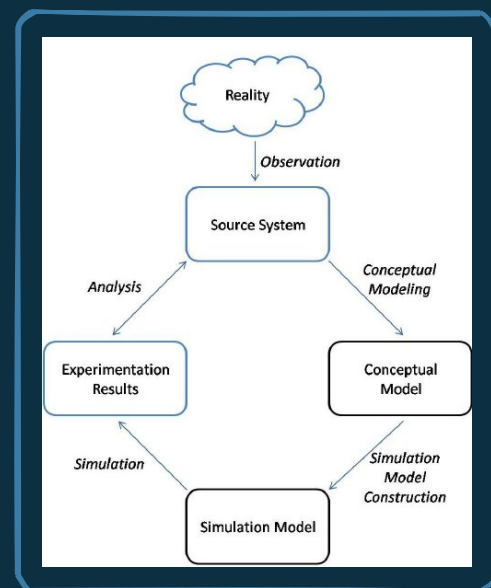 Reality
Observation
Source System
Conceptual
Modeling
Analysis
Experimentation
Results
Conceptual
Model
Simulation
Simulation
Model
Construction
Simulation Model